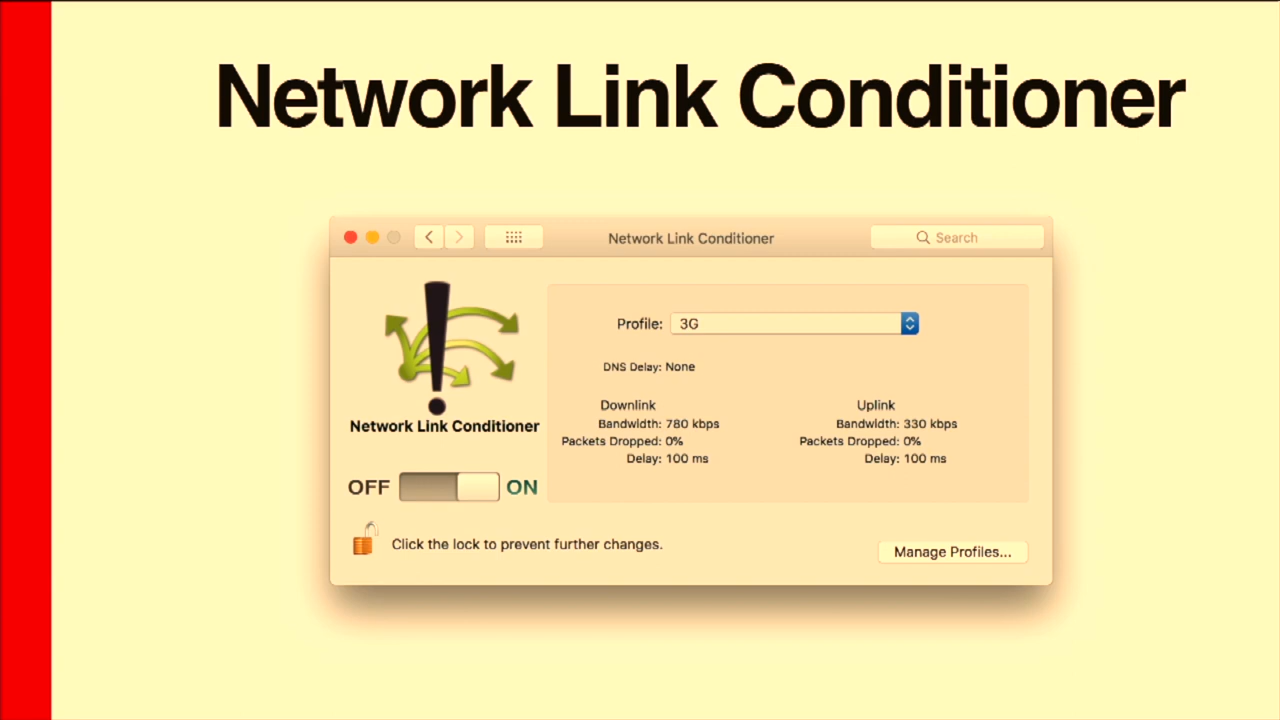 Network Link Conditioner
Network Link Conditioner
Search
Profile: 3G
DNS Delay: None
Downlink
Bandwidth: 780 kbps
Packets Dropped: 0%
Delay: 100 ms
Uplink
Bandwidth: 330 kbps
Packets Dropped: 0%
Delay: 100 ms
Network Link Conditioner
OFF ON
Click the lock to prevent further changes.
Manage Profiles...